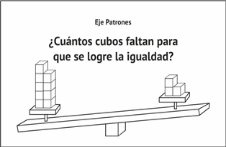 Eje Patrones
¿Cuántos cubos faltan para
que se logre la igualdad?